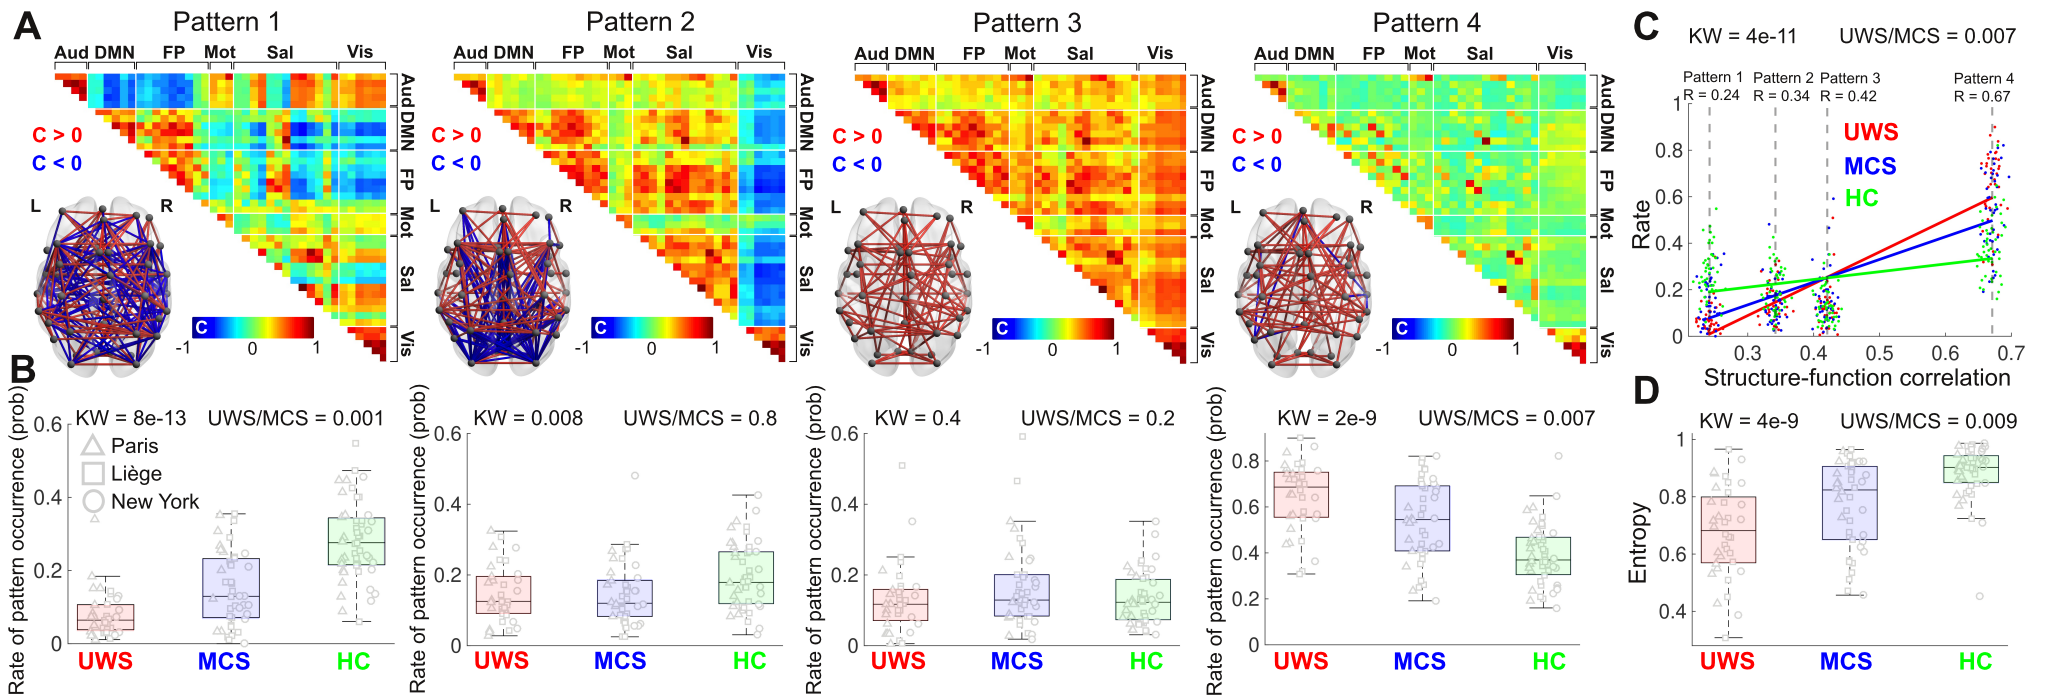 A
Pattern 1
Pattern 2
Pattern 3
Pattern 4
Aud DMN FP Mot Sal Vis
Aud DMN FP Mot Sal Vis
Aud DMN FP Mot Sal Vis
Aud DMN FP Mot Sal Vis
Aud DMN FP Mot Sal Vis
C > 0
C < 0
L R
C
-1 0 1
Aud DMN FP Mot Sal Vis
C > 0
C < 0
L R
C
-1 0 1
Aud DMN FP Mot Sal Vis
C > 0
C < 0
L R
C
-1 0 1
Aud DMN FP Mot Sal Vis
C > 0
C < 0
L R
C
-1 0 1
C
KW = 4e-11 UWS/MCS = 0.007
Pattern 1 Pattern 2 Pattern 3 Pattern 4
R = 0.24 R = 0.34 R = 0.42 R = 0.67
UWS
MCS
HC
Rate
1
0.8
0.6
0.4
0.2
0
0.3 0.4 0.5 0.6 0.7
Structure-function correlation
B
Rate of pattern occurrence (prob)
KW = 8e-13 UWS/MCS = 0.001
Paris
Liège
New York
0.6
0.4
0.2
0
UWS MCS HC
Rate of pattern occurrence (prob)
KW = 0.008 UWS/MCS = 0.8
0.6
0.4
0.2
0
UWS MCS HC
Rate of pattern occurrence (prob)
KW = 0.4 UWS/MCS = 0.2
0.6
0.4
0.2
0
UWS MCS HC
Rate of pattern occurrence (prob)
KW = 2e-9 UWS/MCS = 0.007
0.8
0.6
0.4
0.2
0
UWS MCS HC
D
KW = 4e-9 UWS/MCS = 0.009
Entropy
1
0.8
0.6
0.4
UWS MCS HC